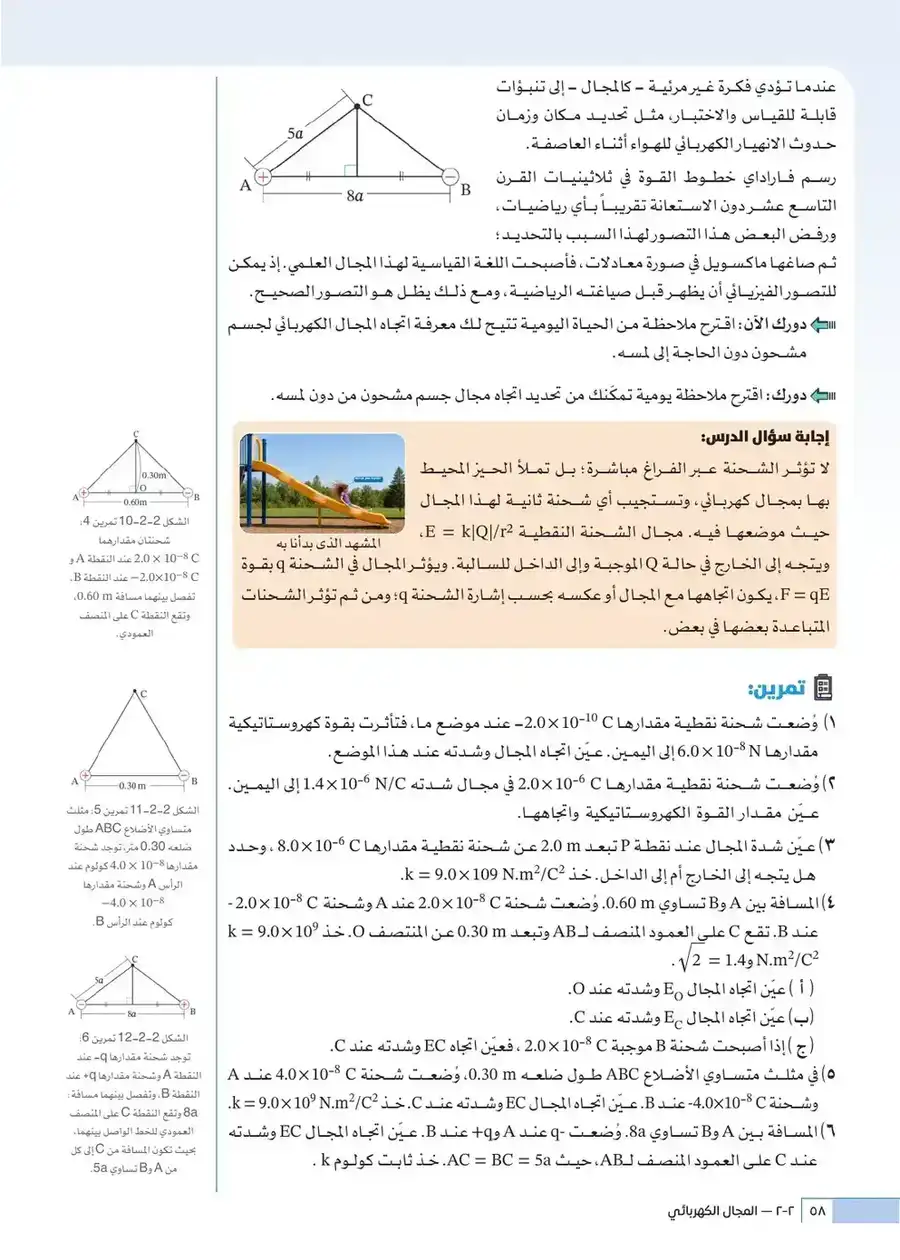 عندما تؤدي فكرة غير مرئية – كالمجال – إلى تنبؤات
قابلة للقياس والاختبار، مثل تحديد مكان وزمان
حدوث الانهيار الكهربائي للهواء أثناء العاصفة.
رسم فاراداي خطوط القوة في ثلاثينيات القرن
التاسع عشر دون الاستعانة تقريباً بأي رياضيات،
ورفض البعض هذا التصور لهذا السبب بالتحديد؛
ثم صاغها ماكسويل في صورة معادلات، فأصبحت اللغة القياسية لهذا المجال العلمي. إذ يمكن
للتصور الفيزيائي أن يظهر قبل صياغته الرياضية، ومع ذلك يظل هو التصور الصحيح.
C
5a
A
+
−
B
8a
دورك الآن: اقترح ملاحظة من الحياة اليومية تتيح لك معرفة اتجاه المجال الكهربائي لجسم
مشحون دون الحاجة إلى لمسه.
دورك: اقترح ملاحظة يومية تمكّنك من تحديد اتجاه مجال جسم مشحون من دون لمسه.
إجابة سؤال الدرس:
لا تؤثر الشحنة عبر الفراغ مباشرة؛ بل تملأ الحيز المحيط
بها بمجال كهربائي، وتستجيب أي شحنة ثانية لهذا المجال
حيث موضعها فيه. مجال الشحنة النقطية E = k|Q|/r²،
ويتجه إلى الخارج في حالة Q الموجبة وإلى الداخل للسالبة. ويؤثر المجال في الشحنة q بقوة
F = qE، يكون اتجاهها مع المجال أو عكسه بحسب إشارة الشحنة q؛ ومن ثم تؤثر الشحنات
المتباعدة بعضها في بعض.
المشهد الذي بدأنا به
تمرين:
١) وُضعت شحنة نقطية مقدارها −2.0×10⁻¹⁰ C عند موضع ما، فتأثرت بقوة كهروستاتيكية
مقدارها 6.0×10⁻⁸ N إلى اليمين. عيّن اتجاه المجال وشدته عند هذا الموضع.
٢) وُضعت شحنة نقطية مقدارها 2.0×10⁻⁶ C في مجال شدته 1.4×10⁻⁶ N/C إلى اليمين.
عيّن مقدار القوة الكهروستاتيكية واتجاهها.
٣) عيّن شدة المجال عند نقطة P تبعد 2.0 m عن شحنة نقطية مقدارها 8.0×10⁻⁶ C، وحدد
هل يتجه إلى الخارج أم إلى الداخل. خذ k = 9.0×109 N.m²/C².
٤) المسافة بين A وB تساوي 0.60 m. وُضعت شحنة 2.0×10⁻⁸ C عند A وشحنة -2.0×10⁻⁸ C
عند B. تقع C على العمود المنصف لـ AB وتبعد 0.30 m عن المنتصف O. خذ k = 9.0×10⁹
N.m²/C² و√2 = 1.4.
(أ) عيّن اتجاه المجال E_O وشدته عند O.
(ب) عيّن اتجاه المجال E_C وشدته عند C.
(ج) إذا أصبحت شحنة B موجبة 2.0×10⁻⁸ C، فعيّن اتجاه EC وشدته عند C.
٥) في مثلث متساوي الأضلاع ABC طول ضلعه 0.30 m، وُضعت شحنة 4.0×10⁻⁸ C عند A
وشحنة -4.0×10⁻⁸ C عند B. عيّن اتجاه المجال EC وشدته عند C. خذ k = 9.0×10⁹ N.m²/C².
٦) المسافة بين A وB تساوي 8a. وُضعت -q عند A و+q عند B. عيّن اتجاه المجال EC وشدته
عند C على العمود المنصف لـ AB، حيث AC = BC = 5a. خذ ثابت كولوم k.
C
0.30m
O
A
+
−
B
0.60m
الشكل 2–2–10 تمرين 4:
شحنتان مقدارهما
2.0 × 10⁻⁸ C عند النقطة A و
−2.0×10⁻⁸ C عند النقطة B،
تفصل بينهما مسافة 0.60 m،
وتقع النقطة C على المنصف
العمودي.
C
A
+
−
B
0.30 m
الشكل 2–2–11 تمرين 5: مثلث
متساوي الأضلاع ABC طول
ضلعه 0.30 متر، توجد شحنة
مقدارها 4.0 × 10⁻⁸ كولوم عند
الرأس A وشحنة مقدارها
−4.0 × 10⁻⁸
كولوم عند الرأس B.
C
5a
A
−
+
B
8a
الشكل 2–2–12 تمرين 6:
توجد شحنة مقدارها −q عند
النقطة A وشحنة مقدارها +q عند
النقطة B، وتفصل بينهما مسافة:
8a وتقع النقطة C على المنصف
العمودي للخط الواصل بينهما،
بحيث تكون المسافة من C إلى كل
من A وB تساوي 5a.
٥٨
٢-٢ — المجال الكهربائي